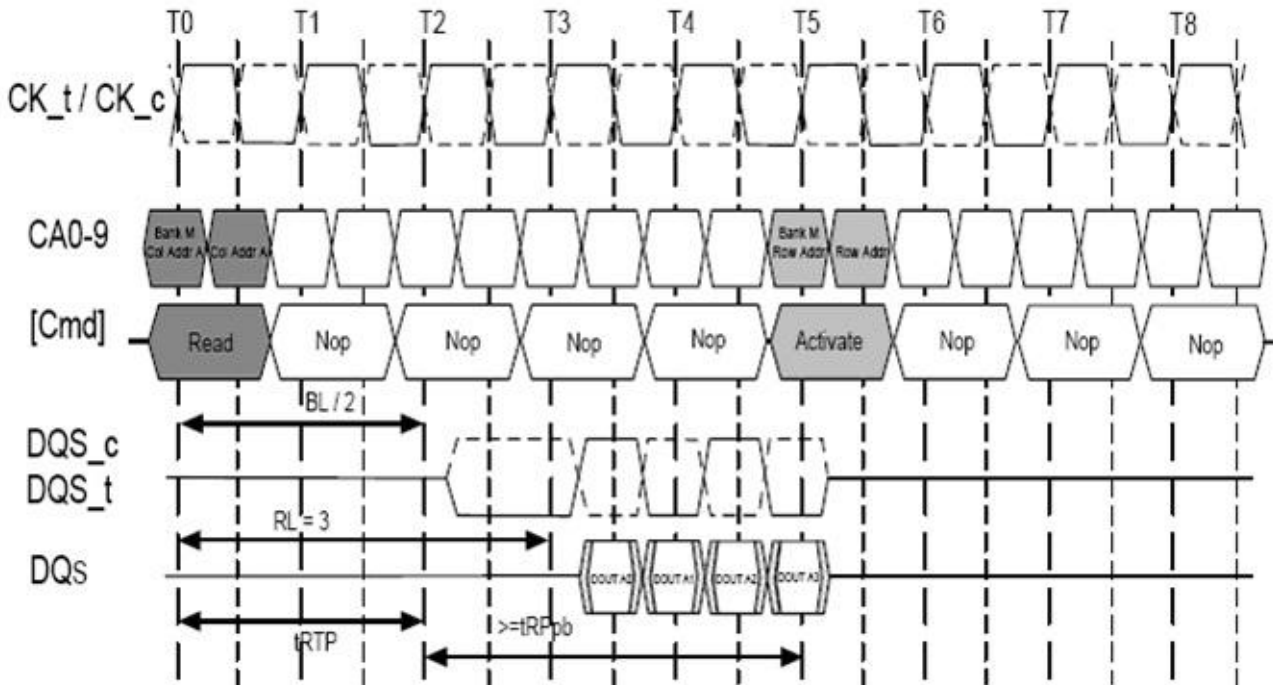 T0 T1 T2 T3 T4 T5 T6 T7 T8
CK_t / CK_c
CA0-9
Bank M
Col Addr A
Col Addr A
Bank M
Row Addr
Row Addr
[Cmd]
Read Nop Nop Nop Nop Activate Nop Nop Nop
BL / 2
DQS_c
DQS_t
RL = 3
DQs
DOUT A0 DOUT A1 DOUT A2 DOUT A3
tRTP
>=tRPpb